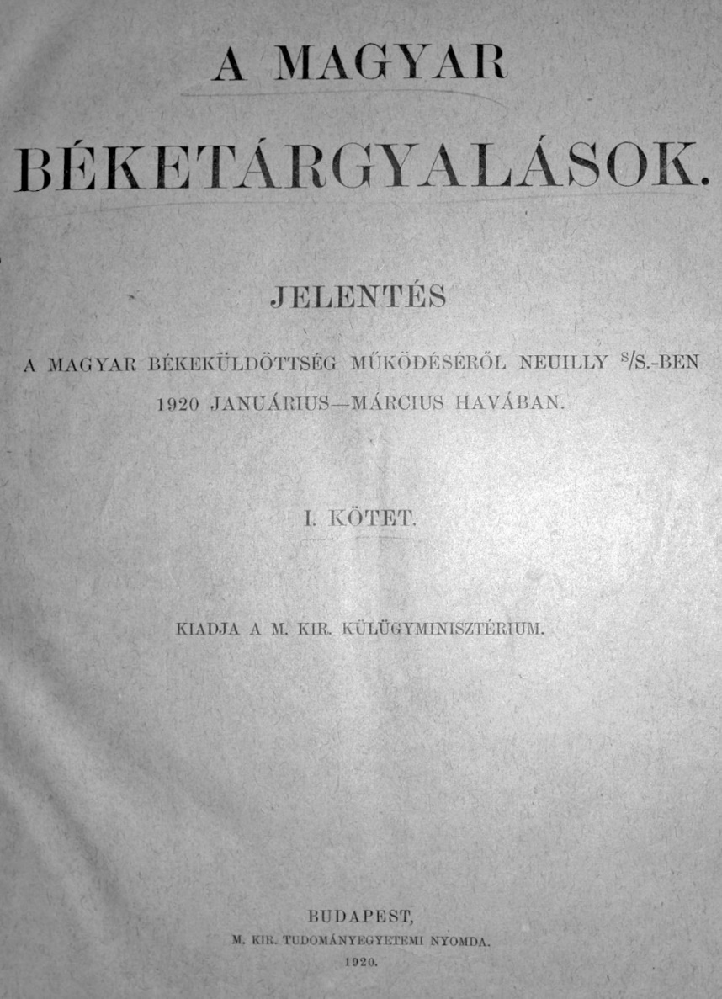 A MAGYAR
BÉKETÁRGYALÁSOK.
JELENTÉS
A MAGYAR BÉKEKÜLDÖTTSÉG MŰKÖDÉSÉRŐL NEUILLY S/S.-BEN
1920 JANUÁRIUS—MÁRCIUS HAVÁBAN.
I. KÖTET.
KIADJA A M. KIR. KÜLÜGYMINISZTÉRIUM.
BUDAPEST,
M. KIR. TUDOMÁNYEGYETEMI NYOMDA.
1920.